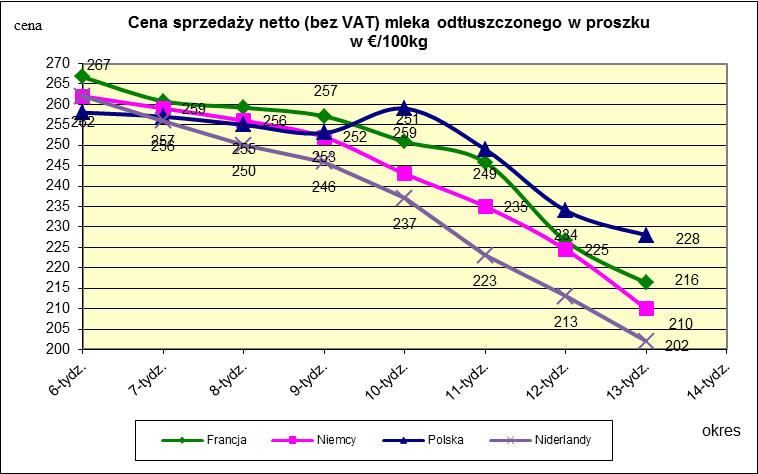 cena
Cena sprzedaży netto (bez VAT) mleka odtłuszczonego w proszku
w €/100kg
270
265
260
255
250
245
240
235
230
225
220
215
210
205
200
267
257
251
216
262
259
256
252
235
225
210
257
255
253
259
249
234
228
256
250
246
237
223
213
202
6-tydz.
7-tydz.
8-tydz.
9-tydz.
10-tydz.
11-tydz.
12-tydz.
13-tydz.
14-tydz.
okres
Francja Niemcy Polska Niderlandy